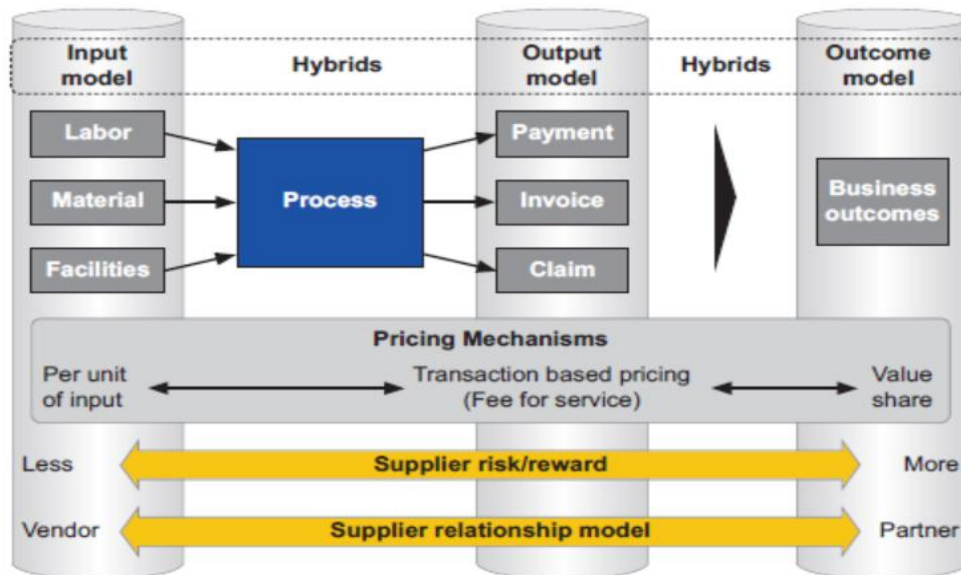 Input
model
Hybrids
Output
model
Hybrids
Outcome
model
Labor
Material
Facilities
Process
Payment
Invoice
Claim
Business
outcomes
Pricing Mechanisms
Per unit
of input
Transaction based pricing
(Fee for service)
Value
share
Less
Supplier risk/reward
More
Vendor
Supplier relationship model
Partner